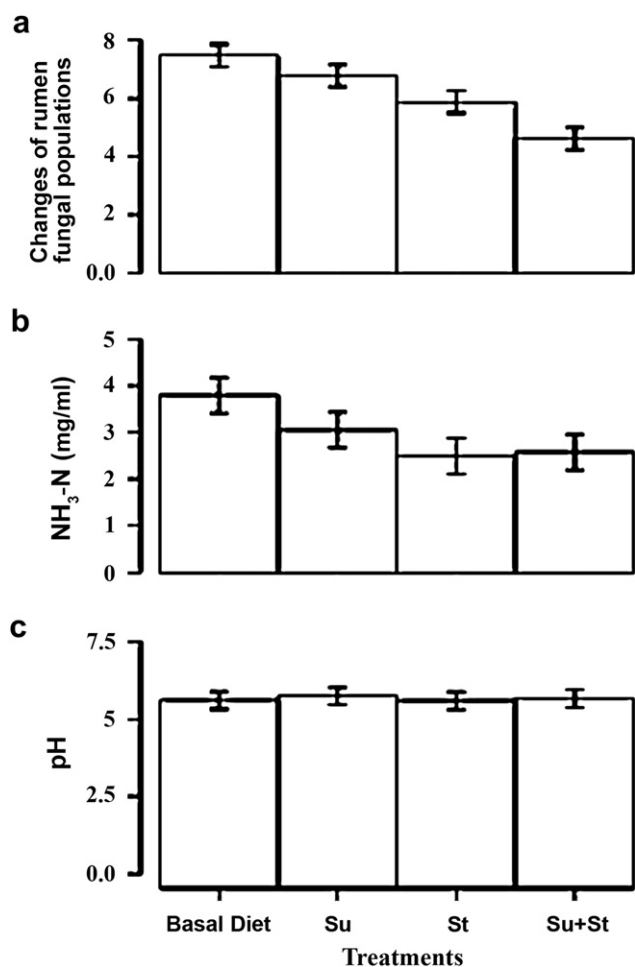 a
Changes of rumen
fungal populations
8
6
4
2
0.0
b
NH₃-N (mg/ml)
5
4
3
2
1
0
c
pH
7.5
5
2.5
0.0
Basal Diet Su St Su+St
Treatments